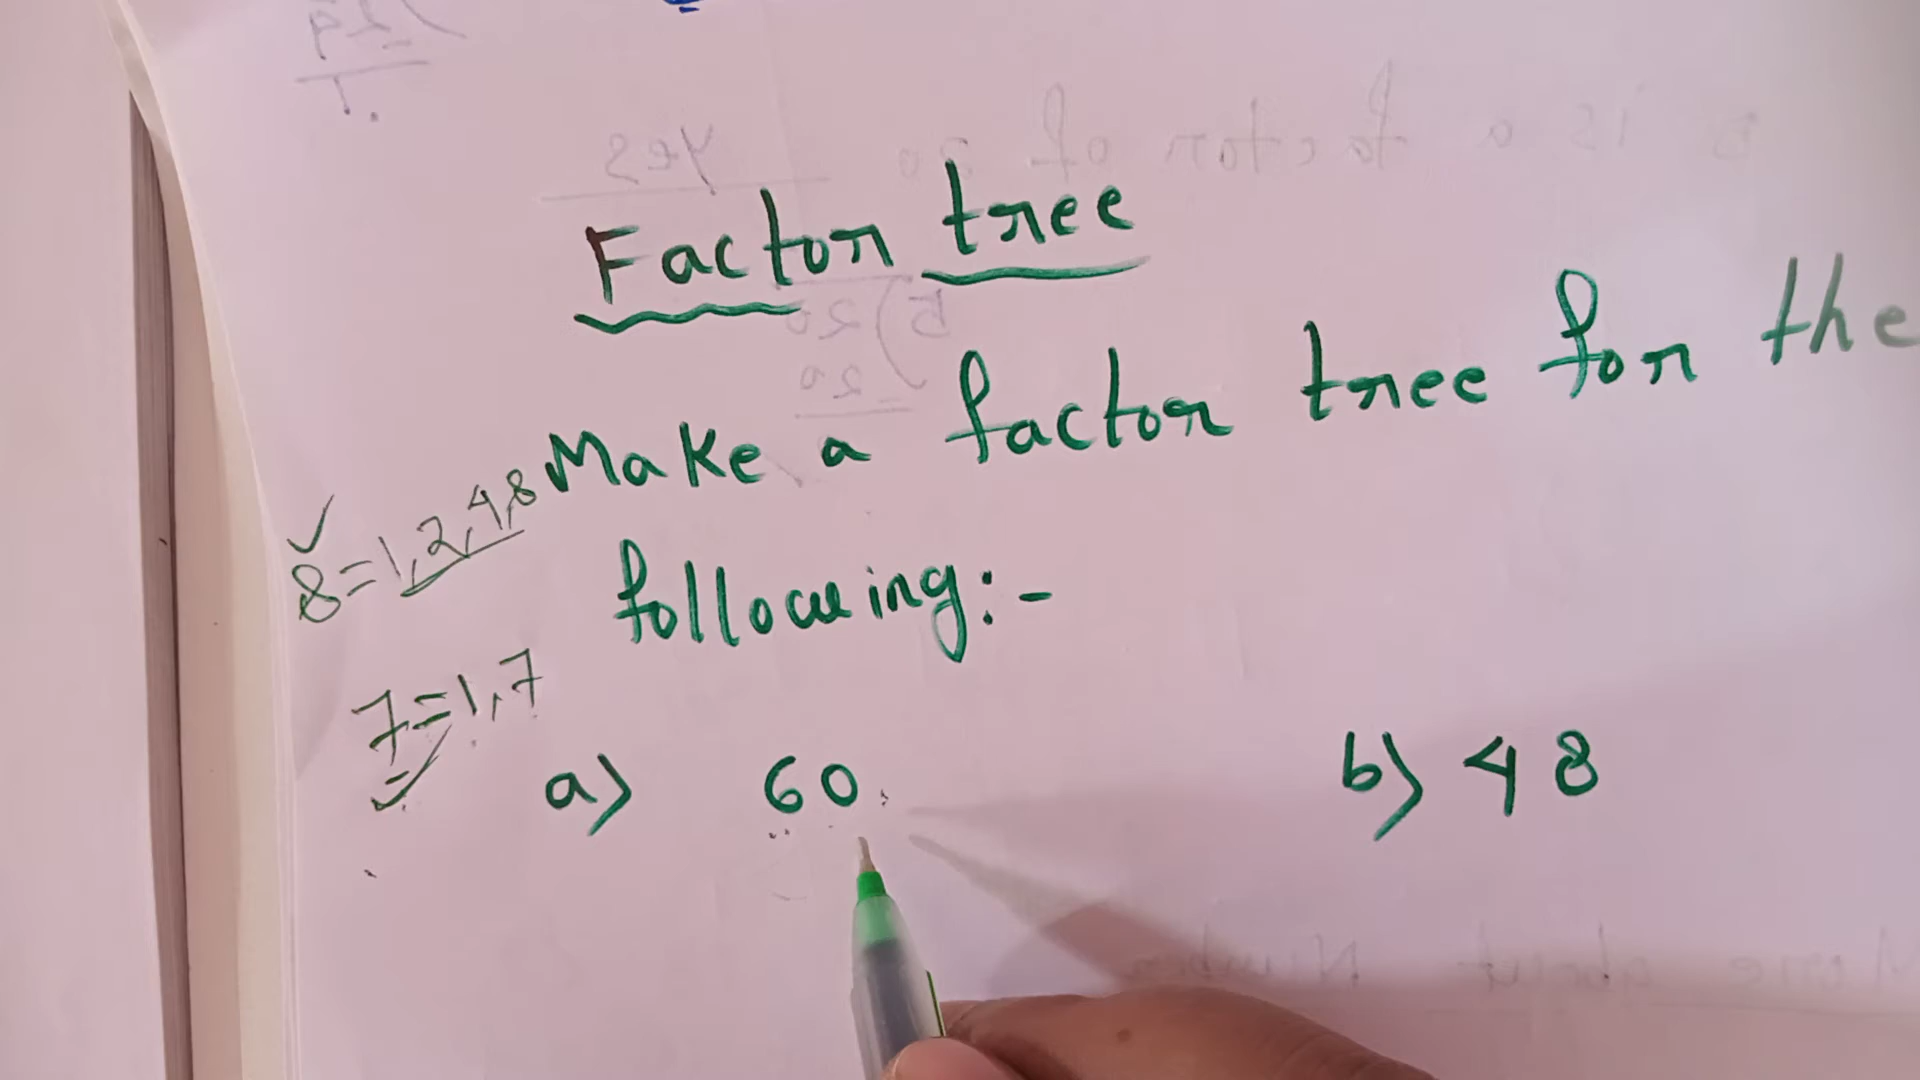 Factor tree
Make a factor tree for the
following:-
8=1,2,4,8
7=1,7
a) 60
b) 48